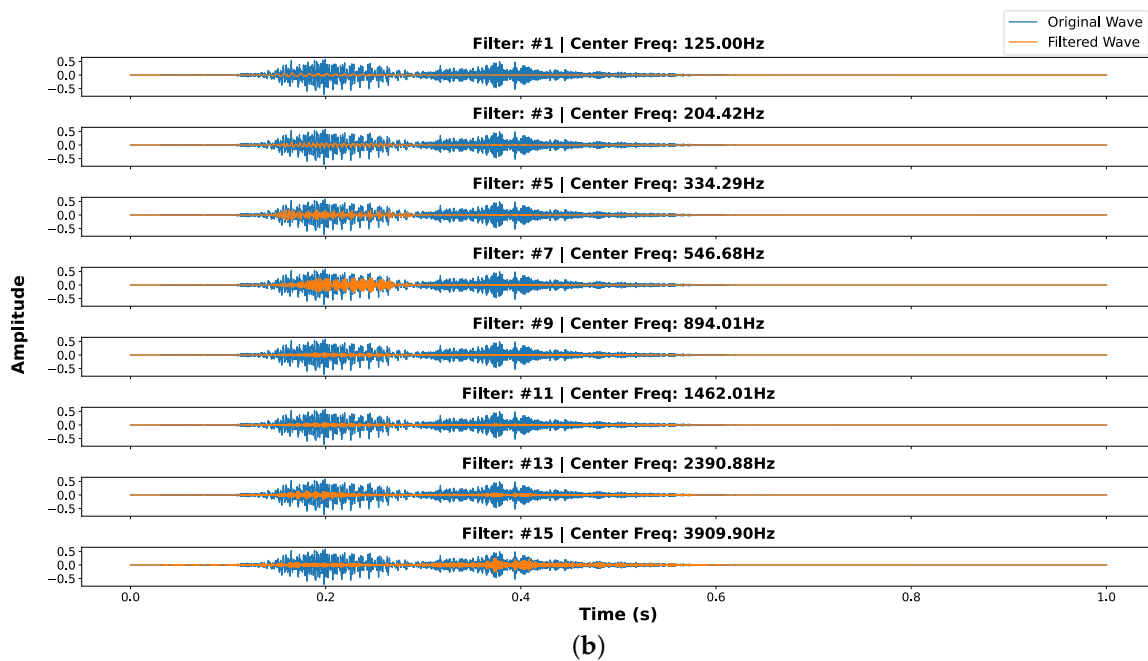 Original Wave
Filtered Wave
Filter: #1 | Center Freq: 125.00Hz
0.5
0.0
−0.5
Filter: #3 | Center Freq: 204.42Hz
0.5
0.0
−0.5
Filter: #5 | Center Freq: 334.29Hz
0.5
0.0
−0.5
Filter: #7 | Center Freq: 546.68Hz
0.5
0.0
−0.5
Amplitude
Filter: #9 | Center Freq: 894.01Hz
0.5
0.0
−0.5
Filter: #11 | Center Freq: 1462.01Hz
0.5
0.0
−0.5
Filter: #13 | Center Freq: 2390.88Hz
0.5
0.0
−0.5
Filter: #15 | Center Freq: 3909.90Hz
0.5
0.0
−0.5
0.0 0.2 0.4 0.6 0.8 1.0
Time (s)
(b)